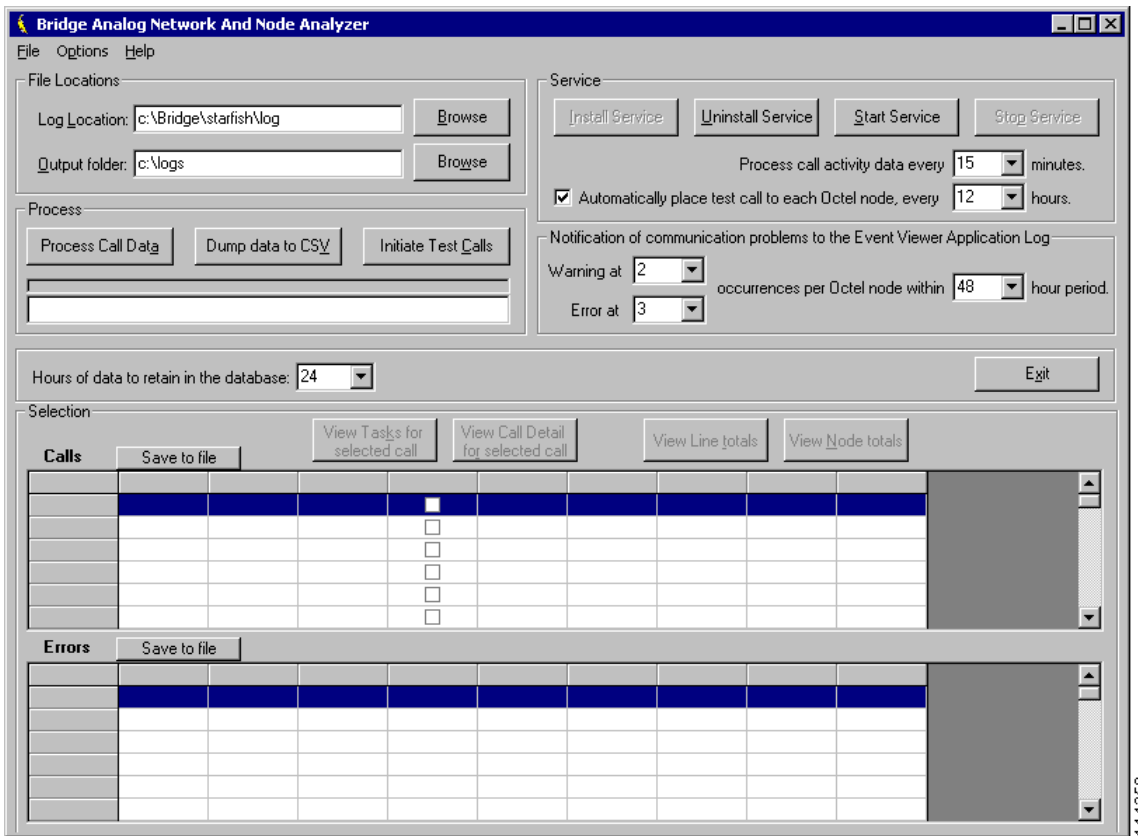 Bridge Analog Network And Node Analyzer
File Options Help
File Locations
Log Location: c:\Bridge\starfish\log Browse
Output folder: c:\logs Browse
Service
Install Service Uninstall Service Start Service Stop Service
Process call activity data every 15 minutes.
Automatically place test call to each Octel node, every 12 hours.
Process
Process Call Data Dump data to CSV Initiate Test Calls
Notification of communication problems to the Event Viewer Application Log
Warning at 2
occurrences per Octel node within 48 hour period.
Error at 3
Hours of data to retain in the database: 24 Exit
Selection
Calls Save to file
View Tasks for
selected call
View Call Detail
for selected call
View Line totals View Node totals
Errors Save to file